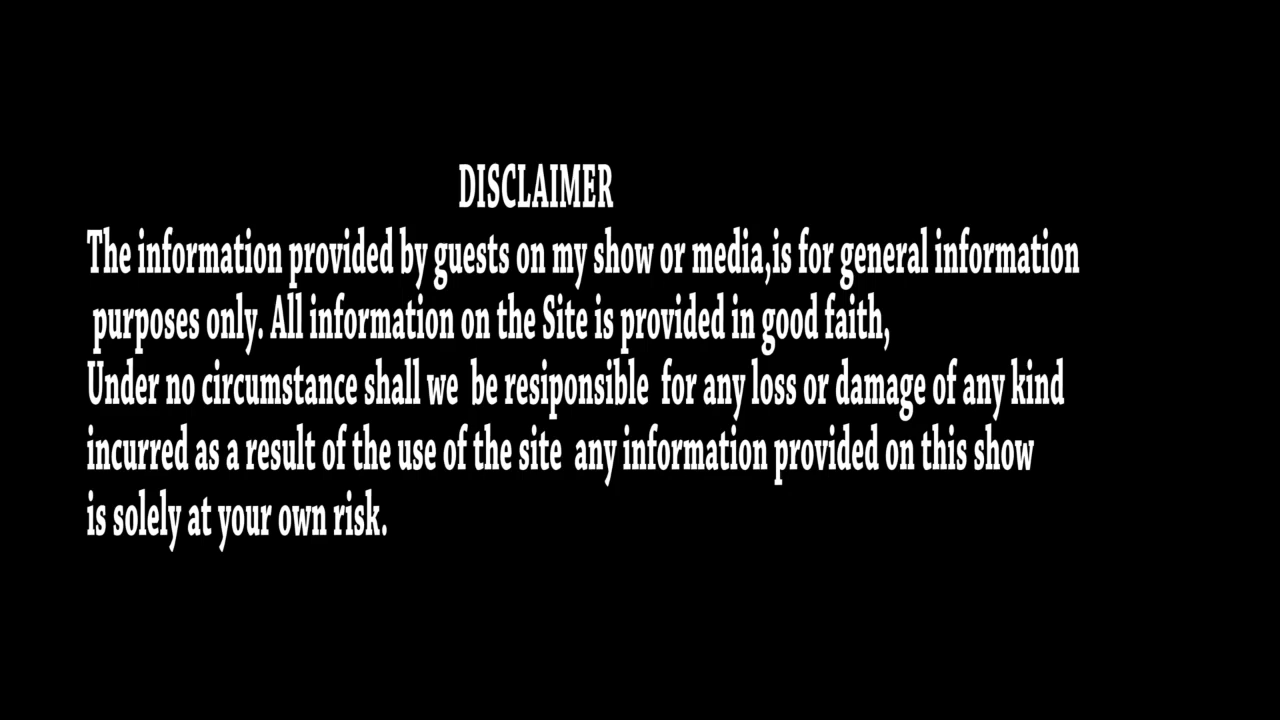 DISCLAIMER
The information provided by guests on my show or media,is for general information
purposes only. All information on the Site is provided in good faith,
Under no circumstance shall we be resiponsible for any loss or damage of any kind
incurred as a result of the use of the site any information provided on this show
is solely at your own risk.